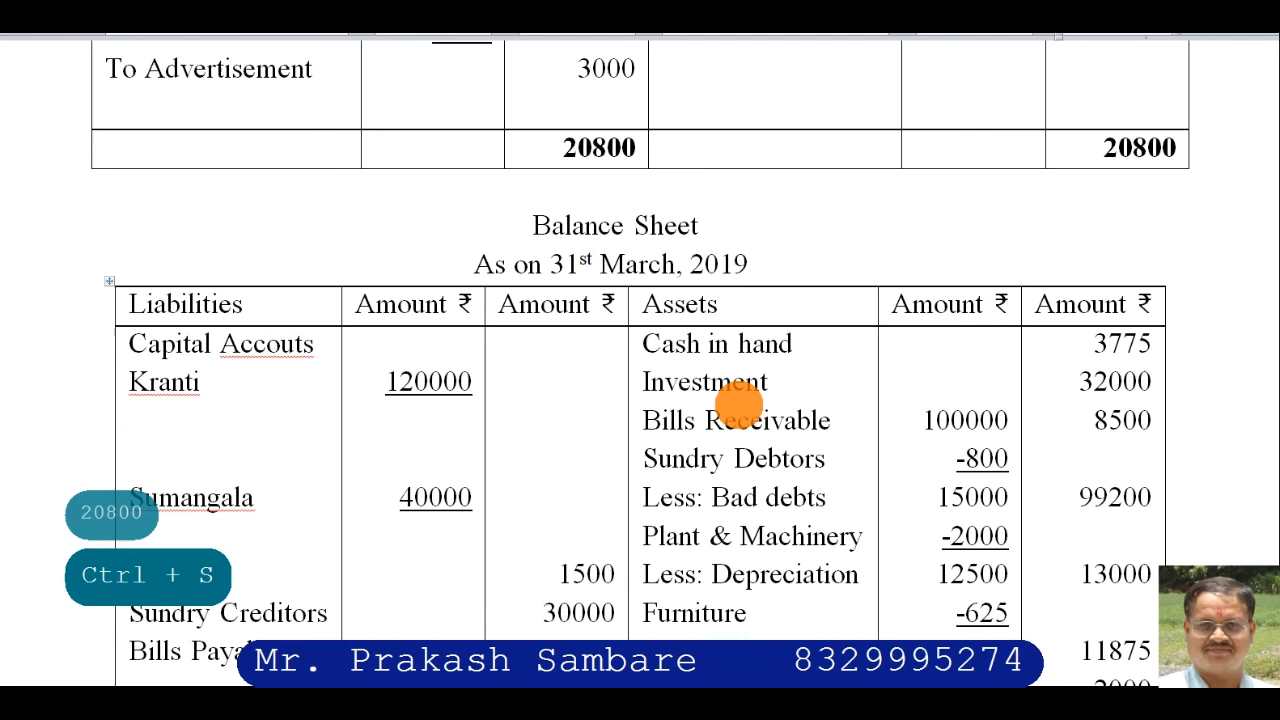 To Advertisement 3000
20800 20800
Balance Sheet
As on 31st March, 2019
Liabilities Amount ₹ Amount ₹ Assets Amount ₹ Amount ₹
Capital Accouts Cash in hand 3775
Kranti 120000 Investment 32000
Bills Receivable 100000 8500
Sundry Debtors -800
Sumangala 40000 Less: Bad debts 15000 99200
20800
Plant & Machinery -2000
Ctrl + S
1500 Less: Depreciation 12500 13000
Sundry Creditors 30000 Furniture -625
Bills 11875
Mr. Prakash Sambare 8329995274